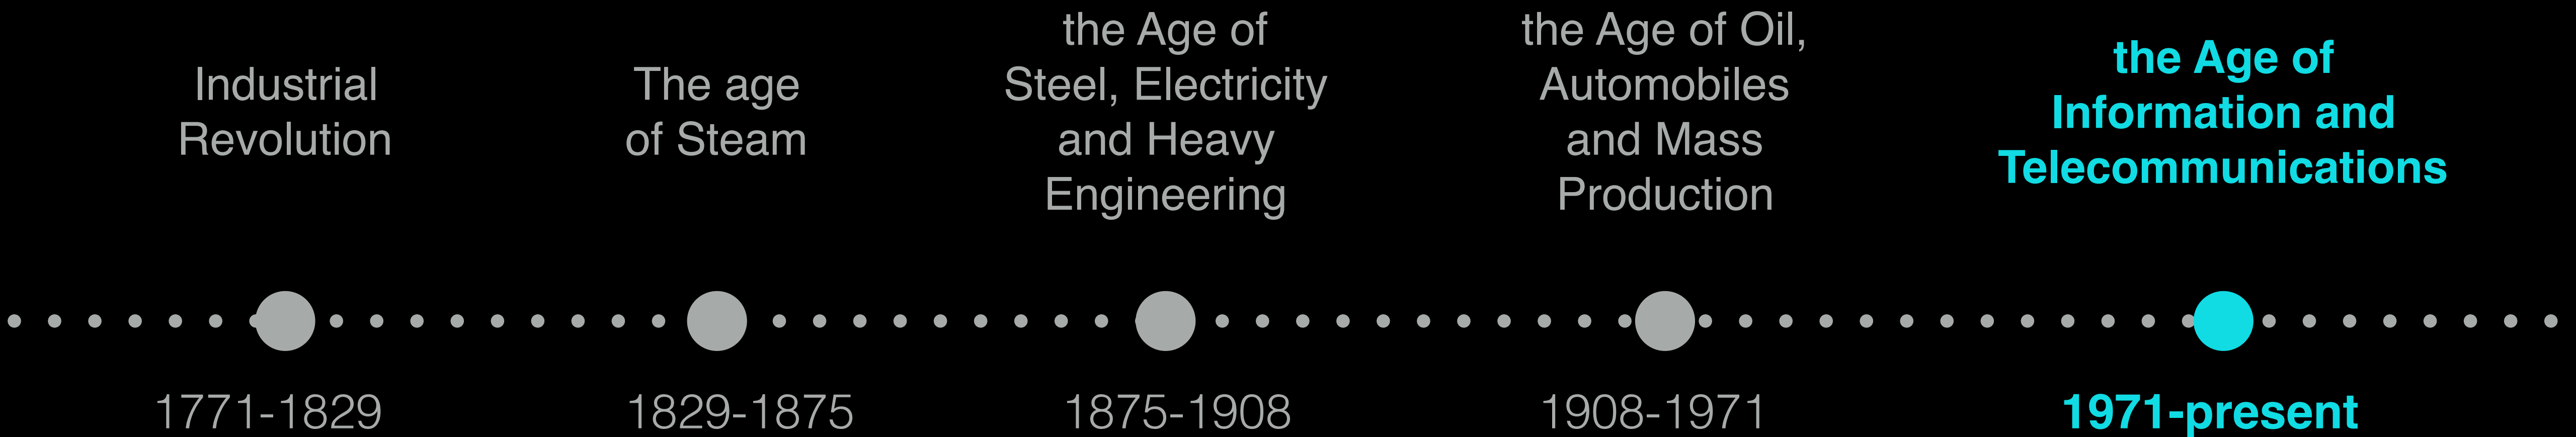 Industrial
Revolution
The age
of Steam
the Age of
Steel, Electricity
and Heavy
Engineering
the Age of Oil,
Automobiles
and Mass
Production
the Age of
Information and
Telecommunications
1771-1829
1829-1875
1875-1908
1908-1971
1971-present